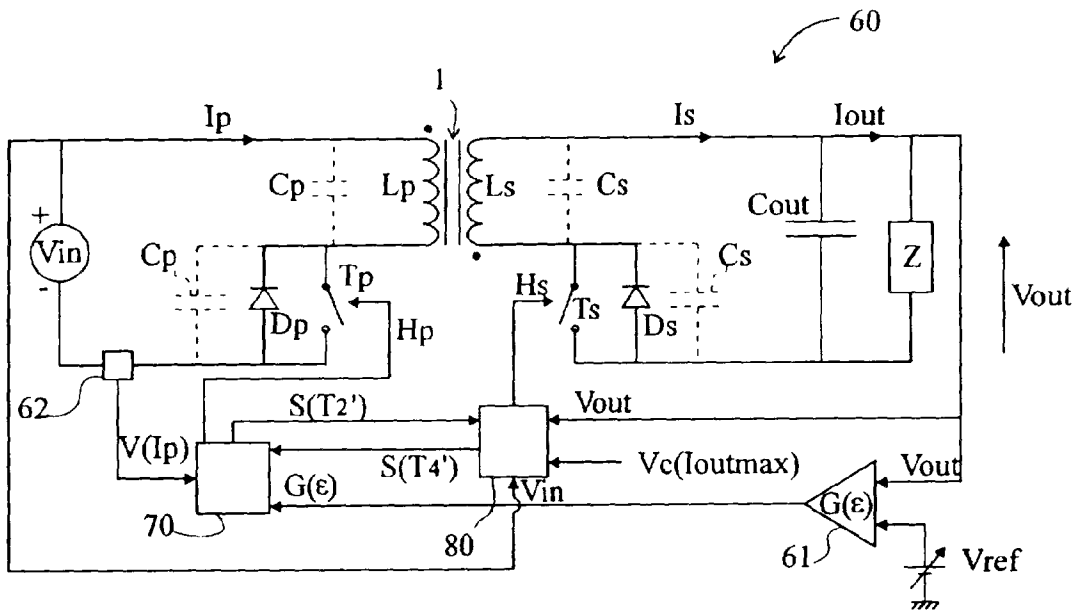 60
1
Ip
Is
Iout
Cp
Lp
Ls
Cs
Cout
+
Vin
-
Cp
Tp
Dp
Hp
Hs
Ts
Ds
Cs
Z
Vout
62
S(T2')
Vout
V(Ip)
S(T4')
Vc(Ioutmax)
G(ε)
Vin
Vout
G(ε)
70
80
61
Vref